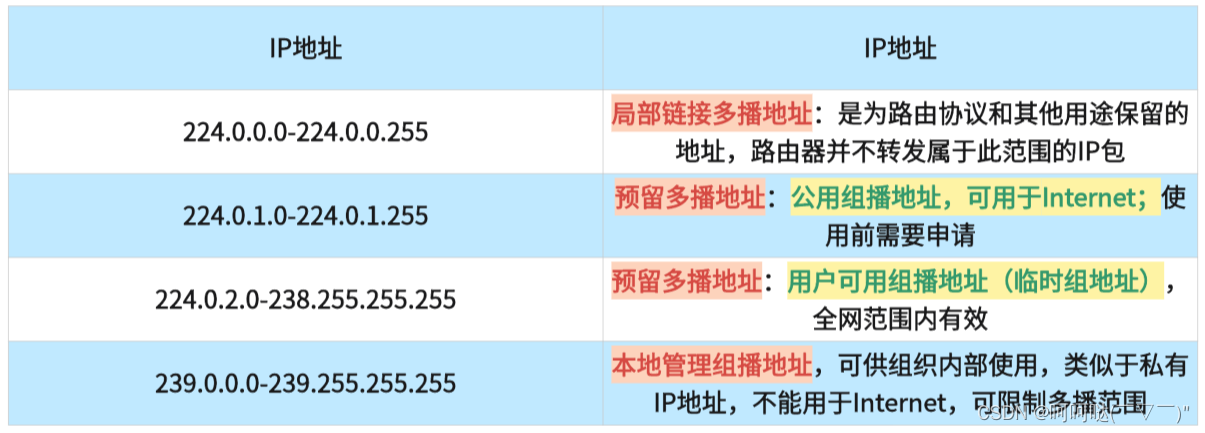 IP地址
IP地址
224.0.0.0-224.0.0.255
局部链接多播地址：是为路由协议和其他用途保留的
地址，路由器并不转发属于此范围的IP包
224.0.1.0-224.0.1.255
预留多播地址：公用组播地址，可用于Internet；使
用前需要申请
224.0.2.0-238.255.255.255
预留多播地址：用户可用组播地址（临时组地址），
全网范围内有效
239.0.0.0-239.255.255.255
本地管理组播地址，可供组织内部使用，类似于私有
IP地址，不能用于Internet，可限制多播范围
CSDN @呵呵哒(￣▽￣)"